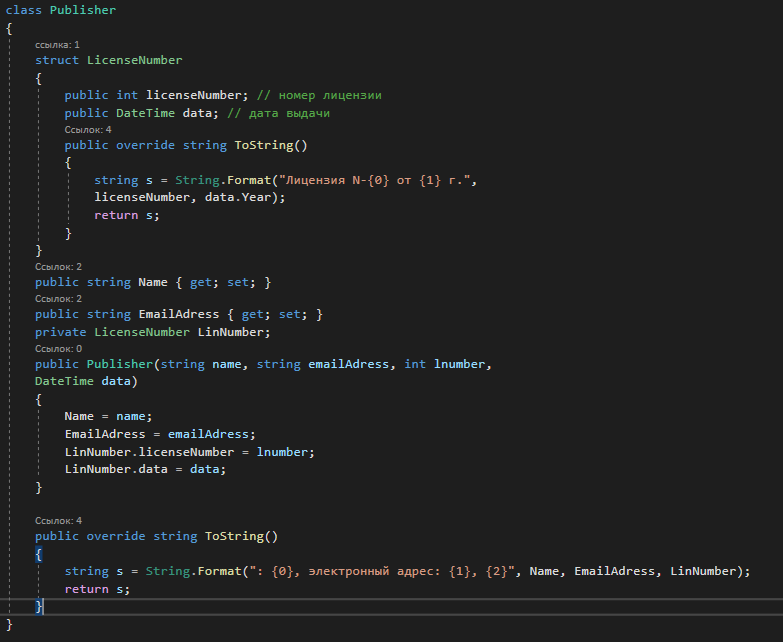 class Publisher
{
ссылка: 1
struct LicenseNumber
{
public int licenseNumber; // номер лицензии
public DateTime data; // дата выдачи
Ссылок: 4
public override string ToString()
{
string s = String.Format("Лицензия N-{0} от {1} г.",
licenseNumber, data.Year);
return s;
}
}
Ссылок: 2
public string Name { get; set; }
Ссылок: 2
public string EmailAdress { get; set; }
private LicenseNumber LinNumber;
Ссылок: 0
public Publisher(string name, string emailAdress, int lnumber,
DateTime data)
{
Name = name;
EmailAdress = emailAdress;
LinNumber.licenseNumber = lnumber;
LinNumber.data = data;
}
Ссылок: 4
public override string ToString()
{
string s = String.Format(": {0}, электронный адрес: {1}, {2}", Name, EmailAdress, LinNumber);
return s;
}
}